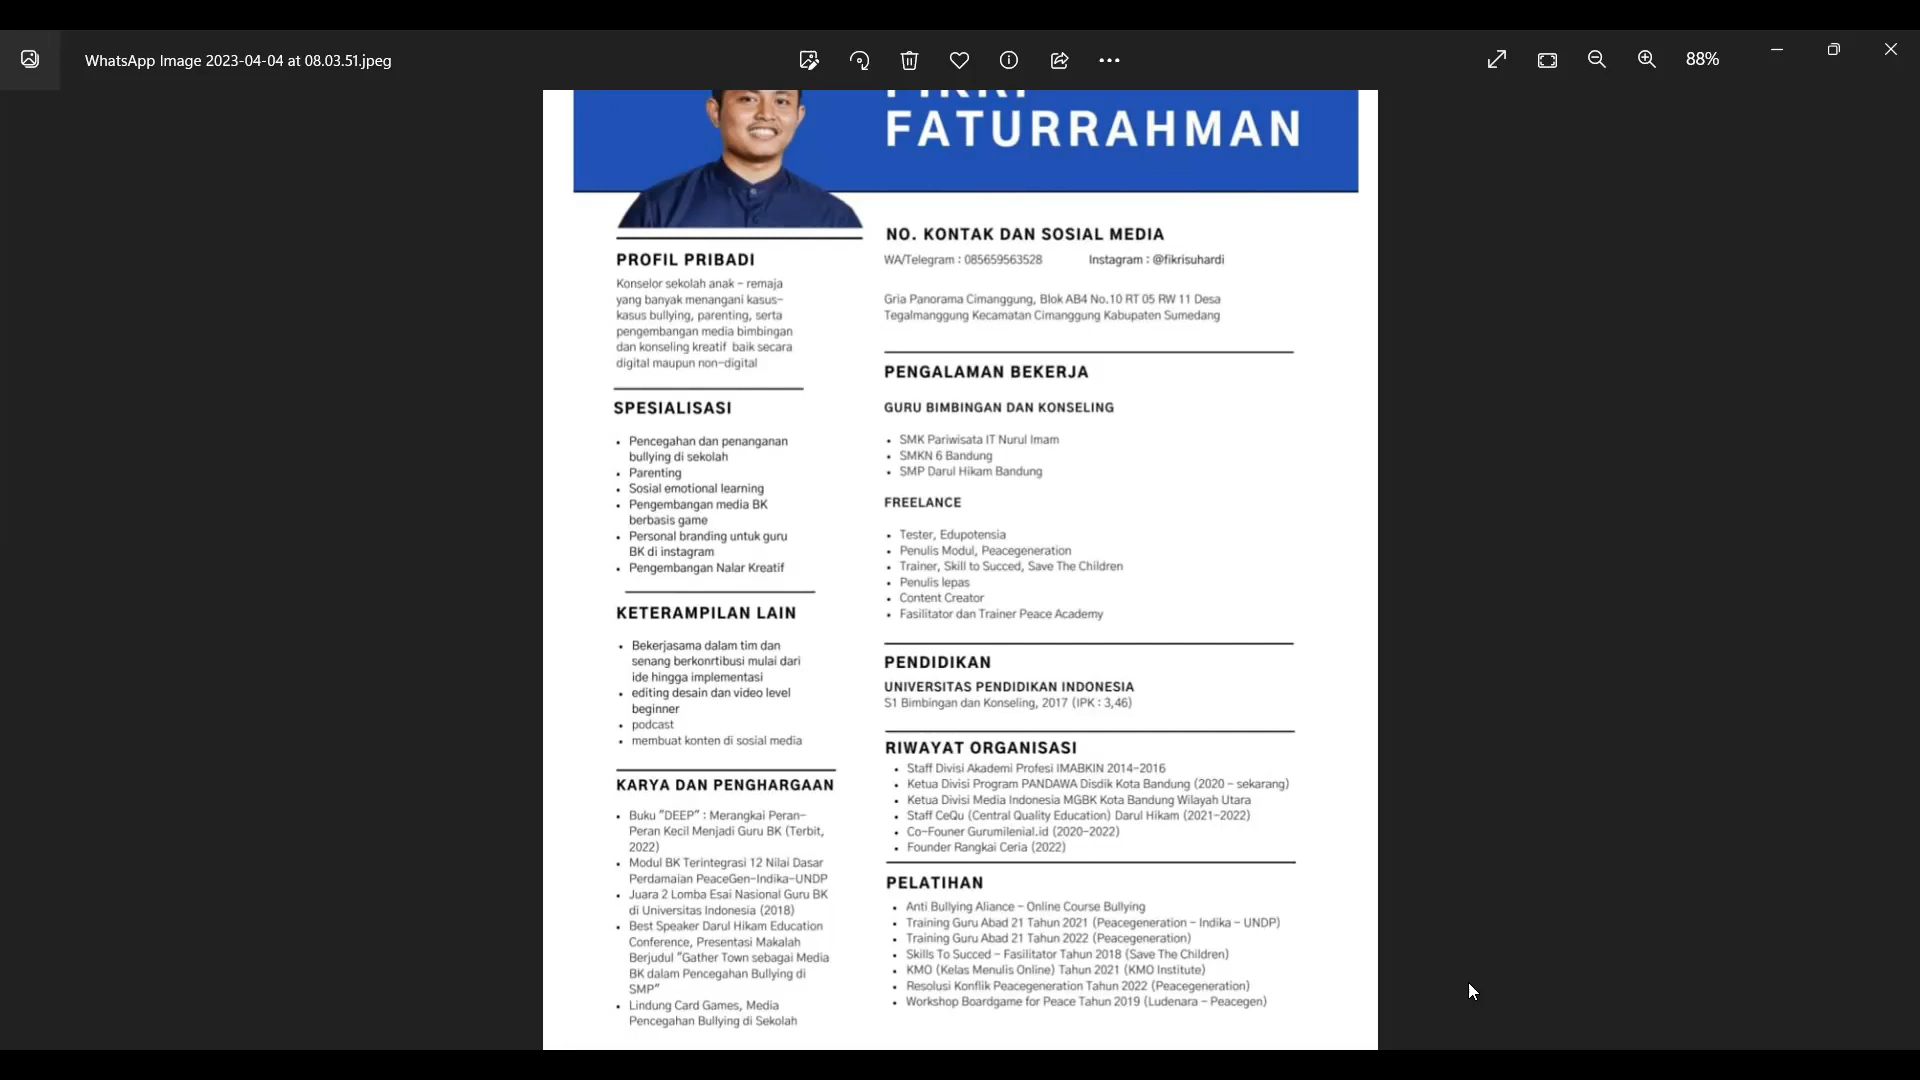 WhatsApp Image 2023-04-04 at 08.03.51.jpeg
88%
FIKRI
FATURRAHMAN
PROFIL PRIBADI
Konselor sekolah anak - remaja
yang banyak menangani kasus-
kasus bullying, parenting, serta
pengembangan media bimbingan
dan konseling kreatif baik secara
digital maupun non-digital
SPESIALISASI
• Pencegahan dan penanganan
bullying di sekolah
• Parenting
• Sosial emotional learning
• Pengembangan media BK
berbasis game
• Personal branding untuk guru
BK di instagram
• Pengembangan Nalar Kreatif
KETERAMPILAN LAIN
• Bekerjasama dalam tim dan
senang berkonrtibusi mulai dari
ide hingga implementasi
• editing desain dan video level
beginner
• podcast
• membuat konten di sosial media
KARYA DAN PENGHARGAAN
• Buku "DEEP" : Merangkai Peran-
Peran Kecil Menjadi Guru BK (Terbit,
2022)
• Modul BK Terintegrasi 12 Nilai Dasar
Perdamaian PeaceGen-Indika-UNDP
• Juara 2 Lomba Esai Nasional Guru BK
di Universitas Indonesia (2018)
• Best Speaker Darul Hikam Education
Conference, Presentasi Makalah
Berjudul "Gather Town sebagai Media
BK dalam Pencegahan Bullying di
SMP"
• Lindung Card Games, Media
Pencegahan Bullying di Sekolah
NO. KONTAK DAN SOSIAL MEDIA
WA/Telegram : 085659563528 Instagram : @fikrisuhardi
Gria Panorama Cimanggung, Blok AB4 No.10 RT 05 RW 11 Desa
Tegalmanggung Kecamatan Cimanggung Kabupaten Sumedang
PENGALAMAN BEKERJA
GURU BIMBINGAN DAN KONSELING
• SMK Pariwisata IT Nurul Imam
• SMKN 6 Bandung
• SMP Darul Hikam Bandung
FREELANCE
• Tester, Edupotensia
• Penulis Modul, Peacegeneration
• Trainer, Skill to Succed, Save The Children
• Penulis lepas
• Content Creator
• Fasilitator dan Trainer Peace Academy
PENDIDIKAN
UNIVERSITAS PENDIDIKAN INDONESIA
S1 Bimbingan dan Konseling, 2017 (IPK : 3,46)
RIWAYAT ORGANISASI
• Staff Divisi Akademi Profesi IMABKIN 2014-2016
• Ketua Divisi Program PANDAWA Disdik Kota Bandung (2020 - sekarang)
• Ketua Divisi Media Indonesia MGBK Kota Bandung Wilayah Utara
• Staff CeQu (Central Quality Education) Darul Hikam (2021-2022)
• Co-Founer Gurumilenial.id (2020-2022)
• Founder Rangkai Ceria (2022)
PELATIHAN
• Anti Bullying Aliance - Online Course Bullying
• Training Guru Abad 21 Tahun 2021 (Peacegeneration - Indika - UNDP)
• Training Guru Abad 21 Tahun 2022 (Peacegeneration)
• Skills To Succed - Fasilitator Tahun 2018 (Save The Children)
• KMO (Kelas Menulis Online) Tahun 2021 (KMO Institute)
• Resolusi Konflik Peacegeneration Tahun 2022 (Peacegeneration)
• Workshop Boardgame for Peace Tahun 2019 (Ludenara - Peacegen)